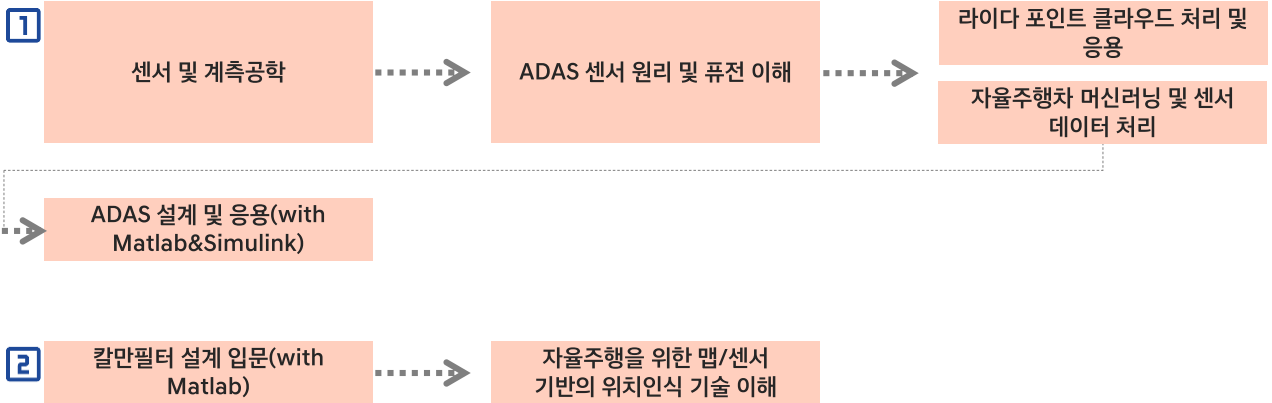 1
센서 및 계측공학
ADAS 센서 원리 및 퓨전 이해
라이다 포인트 클라우드 처리 및
응용
자율주행차 머신러닝 및 센서
데이터 처리
ADAS 설계 및 응용(with
Matlab&Simulink)
2
칼만필터 설계 입문(with
Matlab)
자율주행을 위한 맵/센서
기반의 위치인식 기술 이해